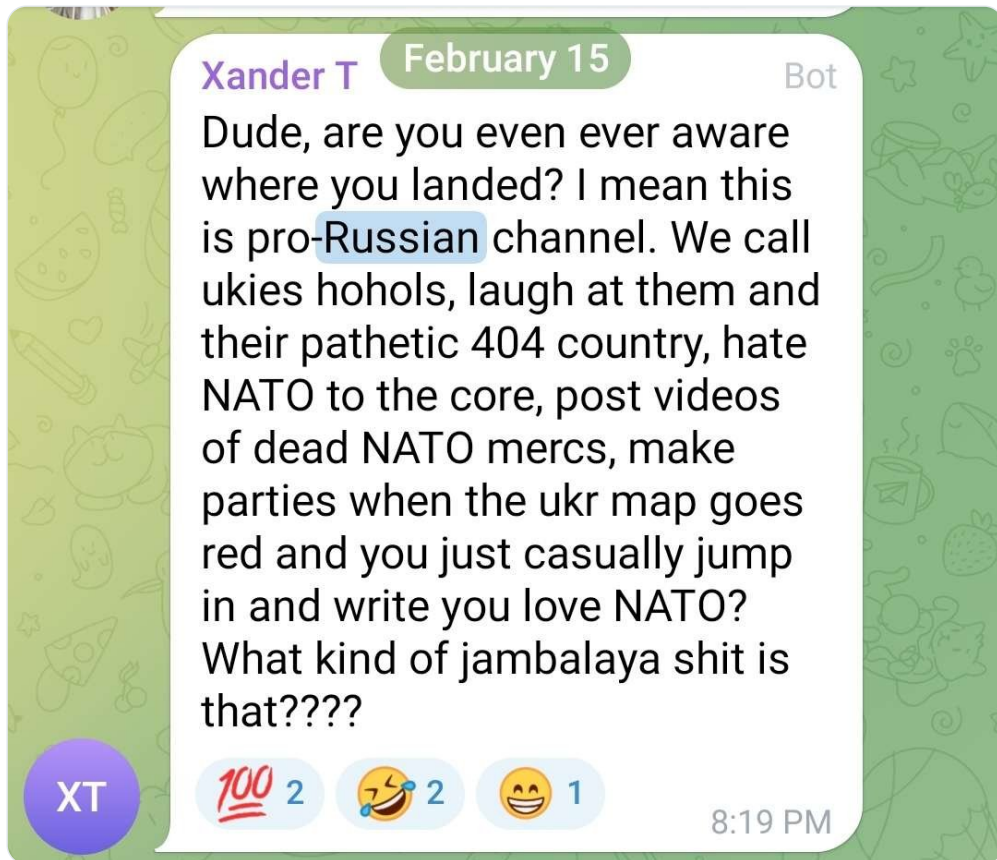 February 15
Xander T
Bot
Dude, are you even ever aware
where you landed? I mean this
is pro-Russian channel. We call
ukies hohols, laugh at them and
their pathetic 404 country, hate
NATO to the core, post videos
of dead NATO mercs, make
parties when the ukr map goes
red and you just casually jump
in and write you love NATO?
What kind of jambalaya shit is
that????
XT
💯 2 🤣 2 😁 1
8:19 PM